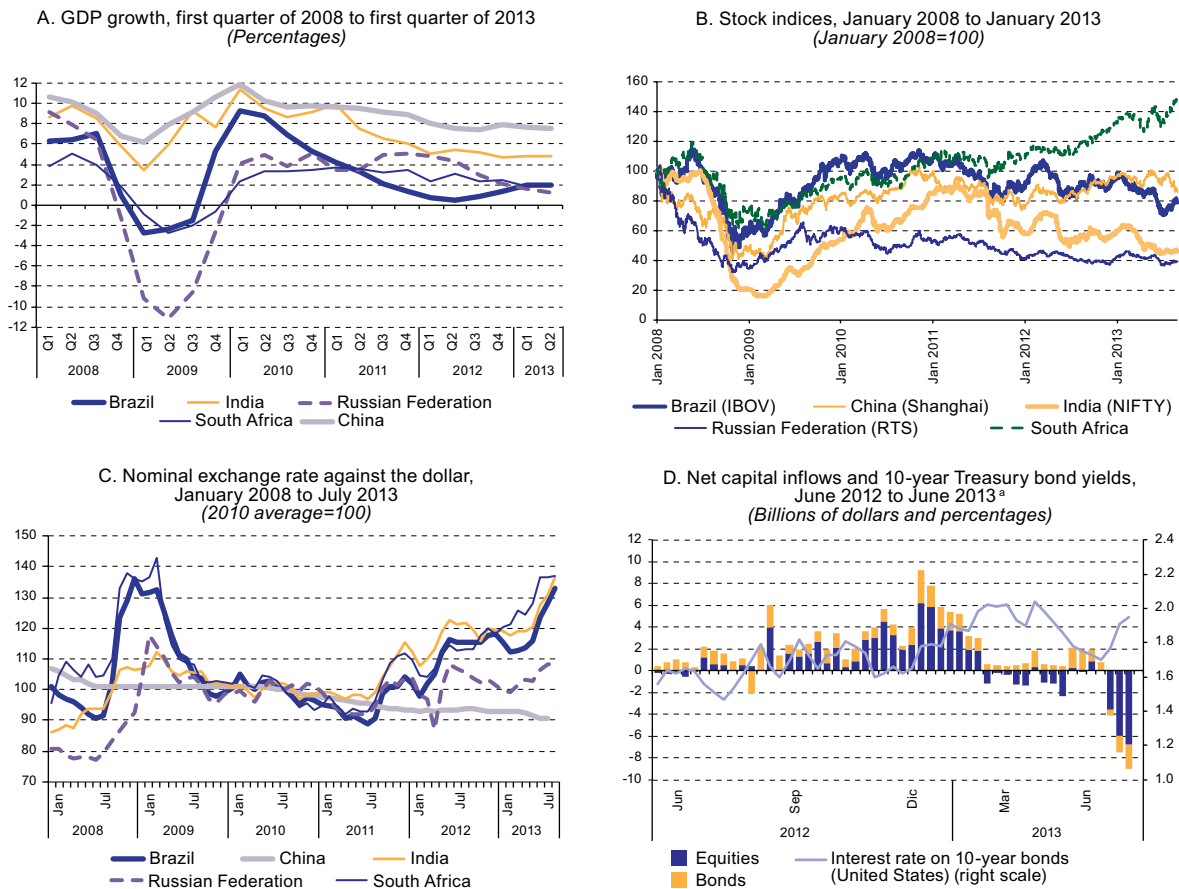 A. GDP growth, first quarter of 2008 to first quarter of 2013
(Percentages)
12
10
8
6
4
2
0
-2
-4
-6
-8
-10
-12
Q1 Q2 Q3 Q4 Q1 Q2 Q3 Q4 Q1 Q2 Q3 Q4 Q1 Q2 Q3 Q4 Q1 Q2 Q3 Q4 Q1 Q2
2008 2009 2010 2011 2012 2013
Brazil India Russian Federation
South Africa China
B. Stock indices, January 2008 to January 2013
(January 2008=100)
160
140
120
100
80
60
40
20
0
Jan 2008 Jan 2009 Jan 2010 Jan 2011 Jan 2012 Jan 2013
Brazil (IBOV) China (Shanghai) India (NIFTY)
Russian Federation (RTS) South Africa
C. Nominal exchange rate against the dollar,
January 2008 to July 2013
(2010 average=100)
150
140
130
120
110
100
90
80
70
Jan Jul Jan Jul Jan Jul Jan Jul Jan Jul Jan Jul
2008 2009 2010 2011 2012 2013
Brazil China India
Russian Federation South Africa
D. Net capital inflows and 10-year Treasury bond yields,
June 2012 to June 2013 a
(Billions of dollars and percentages)
12 2.4
10 2.2
8 2.0
6 1.8
4 1.6
2 1.4
0 1.2
-2 1.0
-4
-6
-8
-10
Jun Sep Dic Mar Jun
2012 2013
Equities Interest rate on 10-year bonds
Bonds (United States) (right scale)